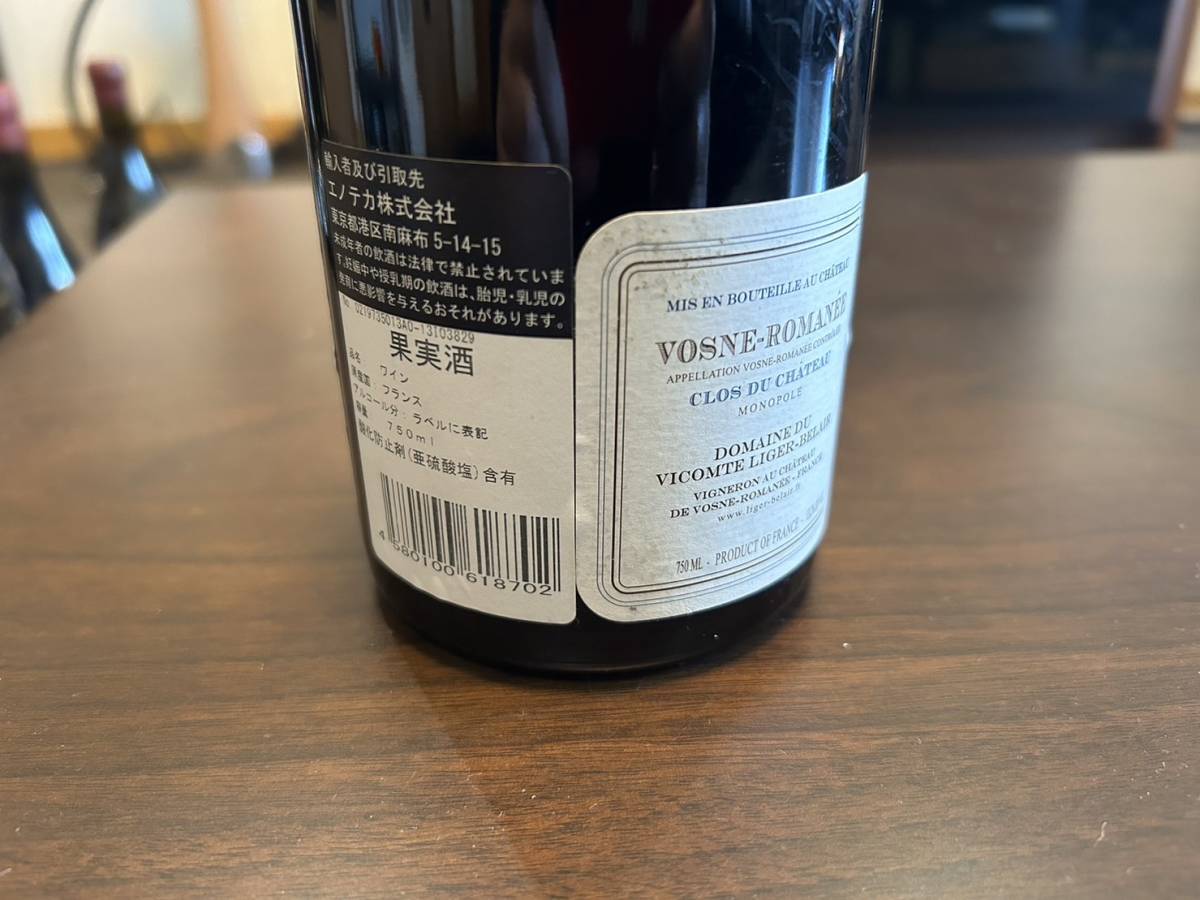 輸入者及び引取先
エノテカ株式会社
東京都港区南麻布 5-14-15
未成年者の飲酒は法律で禁止されていま
す。妊娠中や授乳期の飲酒は、胎児・乳児の
発育に悪影響を与えるおそれがあります。
No 0219735013A0-13103829
果実酒
品名 ワイン
原産国 フランス
アルコール分：ラベルに表記
容量 750ml
酸化防止剤(亜硫酸塩)含有
4 580100 618702
MIS EN BOUTEILLE AU CHÂTEAU
VOSNE-ROMANÉE
APPELLATION VOSNE-ROMANÉE CONTRÔLÉE
CLOS DU CHATEAU
MONOPOLE
DOMAINE DU
VICOMTE LIGER-BELAIR
VIGNERON AU CHÂTEAU
DE VOSNE-ROMANÉE - FRANCE
www.liger-belair.fr
750 ML - PRODUCT OF FRANCE -